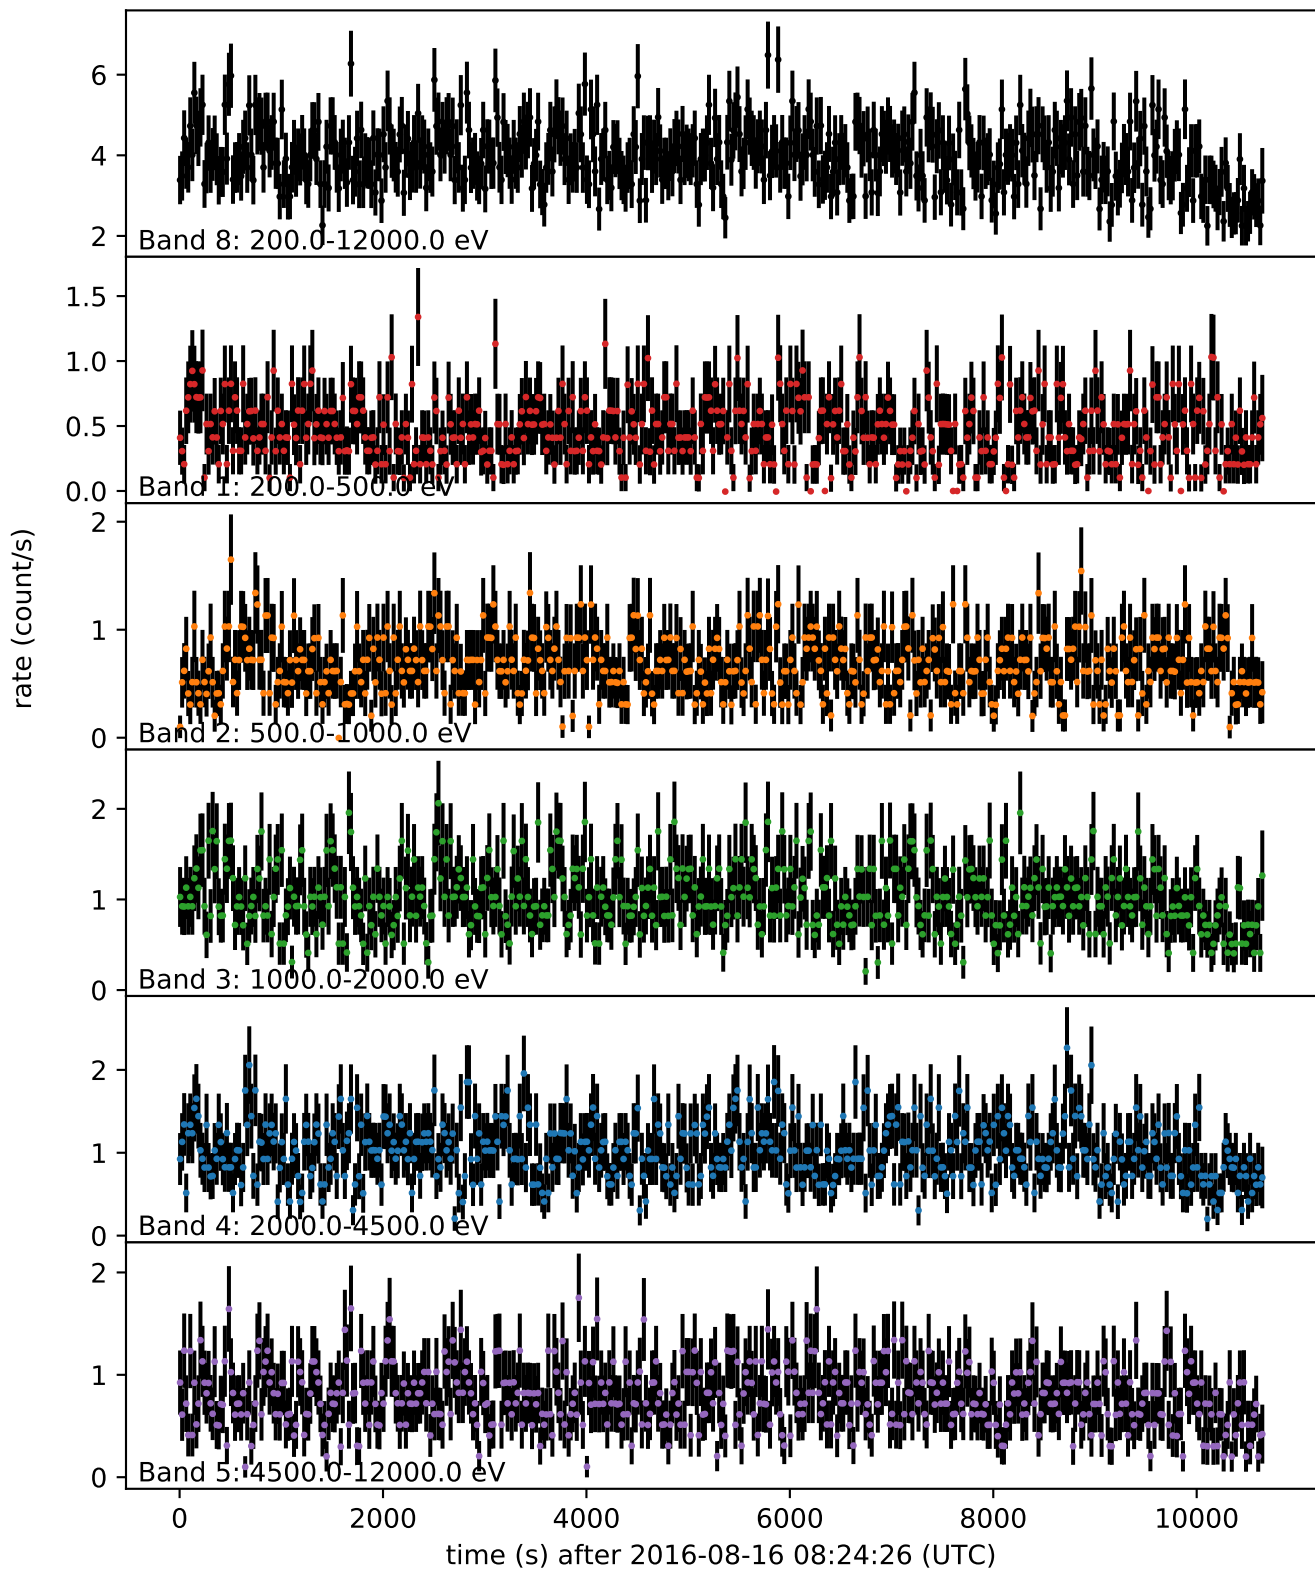 6
4
2
Band 8: 200.0-12000.0 eV
1.5
1.0
0.5
0.0
Band 1: 200.0-500.0 eV
rate (count/s)
2
1
0
Band 2: 500.0-1000.0 eV
2
1
0
Band 3: 1000.0-2000.0 eV
2
1
0
Band 4: 2000.0-4500.0 eV
2
1
0
Band 5: 4500.0-12000.0 eV
0 2000 4000 6000 8000 10000
time (s) after 2016-08-16 08:24:26 (UTC)